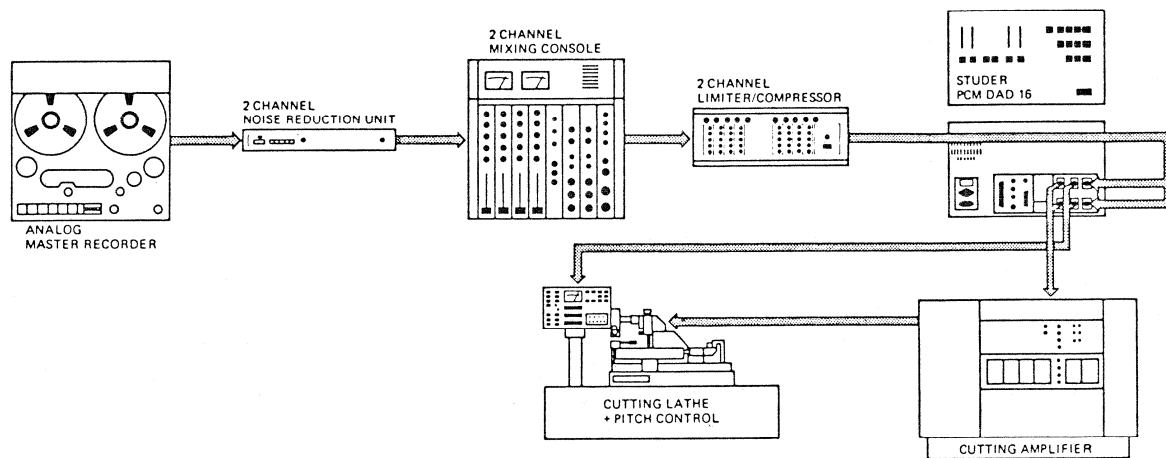 2 CHANNEL
MIXING CONSOLE
2 CHANNEL
NOISE REDUCTION UNIT
2 CHANNEL
LIMITER/COMPRESSOR
STUDER
PCM DAD 16
ANALOG
MASTER RECORDER
CUTTING LATHE
+ PITCH CONTROL
CUTTING AMPLIFIER